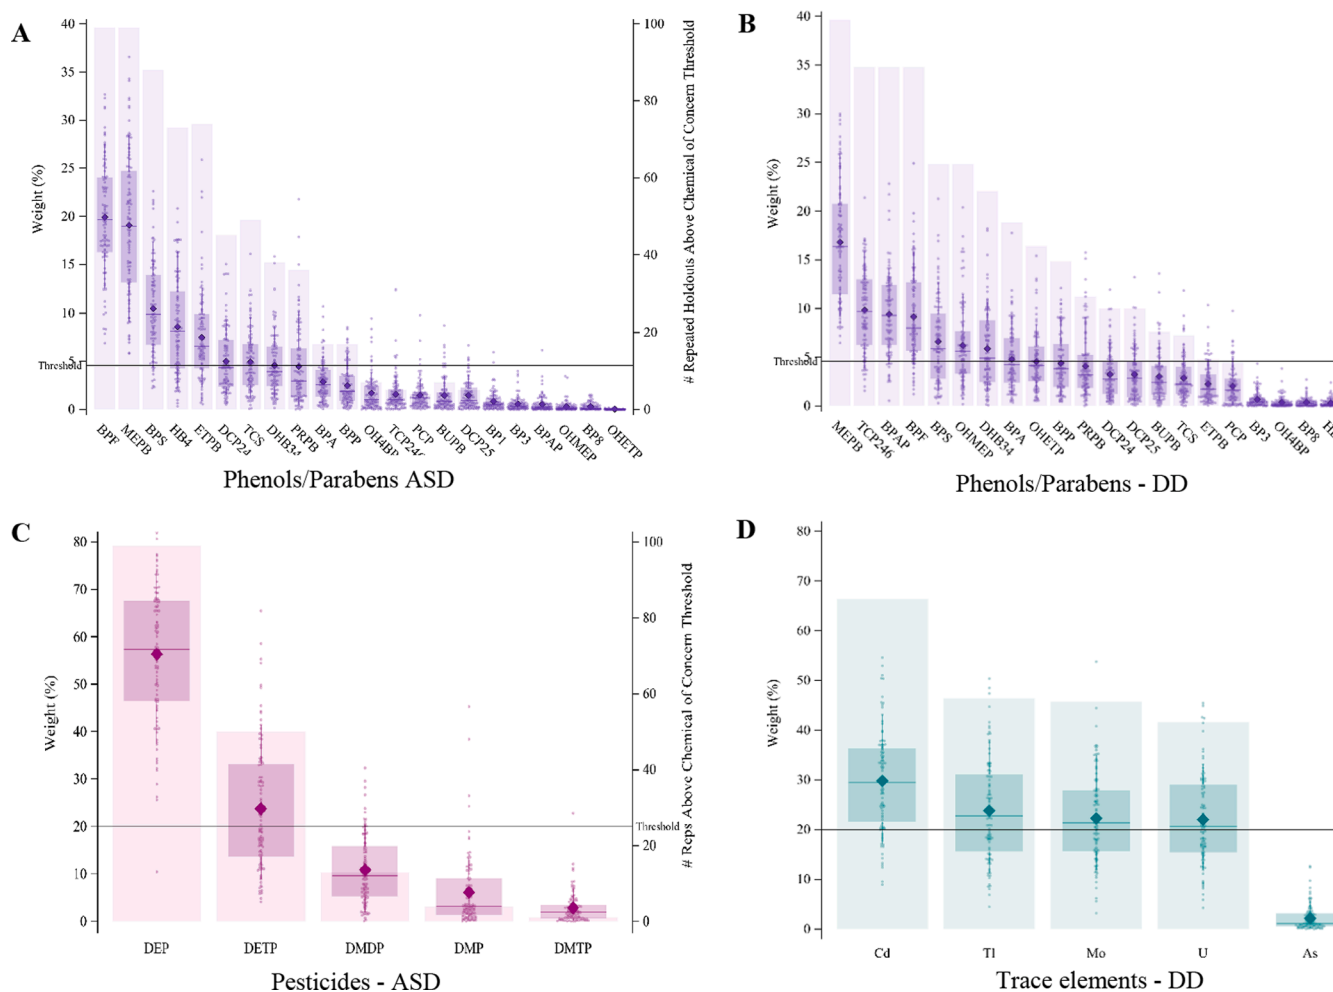 A
40
35
30
25
20
15
10
5
0
Weight (%)
Threshold
100
80
60
40
20
0
# Repeated Holdouts Above Chemical of Concern Threshold
BPF MEPB BPS HB4 ETPB DCP24 TCS DHB34 PRPB BPA BPP OH4BP TCP246 PCP BUPB DCP25 BP1 BP3 BPAP OHMEP BP8 OHETP
Phenols/Parabens ASD
B
40
35
30
25
20
15
10
5
0
Weight (%)
Threshold
MEPB TCP246 BPAP BPF BPS OHMEP DHB34 BPA OHETP BPP PRPB DCP24 DCP25 BUPB TCS ETPB PCP BP3 OH4BP BP8
Phenols/Parabens - DD
C
80
70
60
50
40
30
20
10
0
Weight (%)
Threshold
100
80
60
40
20
0
# Reps Above Chemical of Concern Threshold
DEP DETP DMDP DMP DMTP
Pesticides - ASD
D
80
70
60
50
40
30
20
10
0
Weight (%)
Cd Tl Mo U As
Trace elements - DD